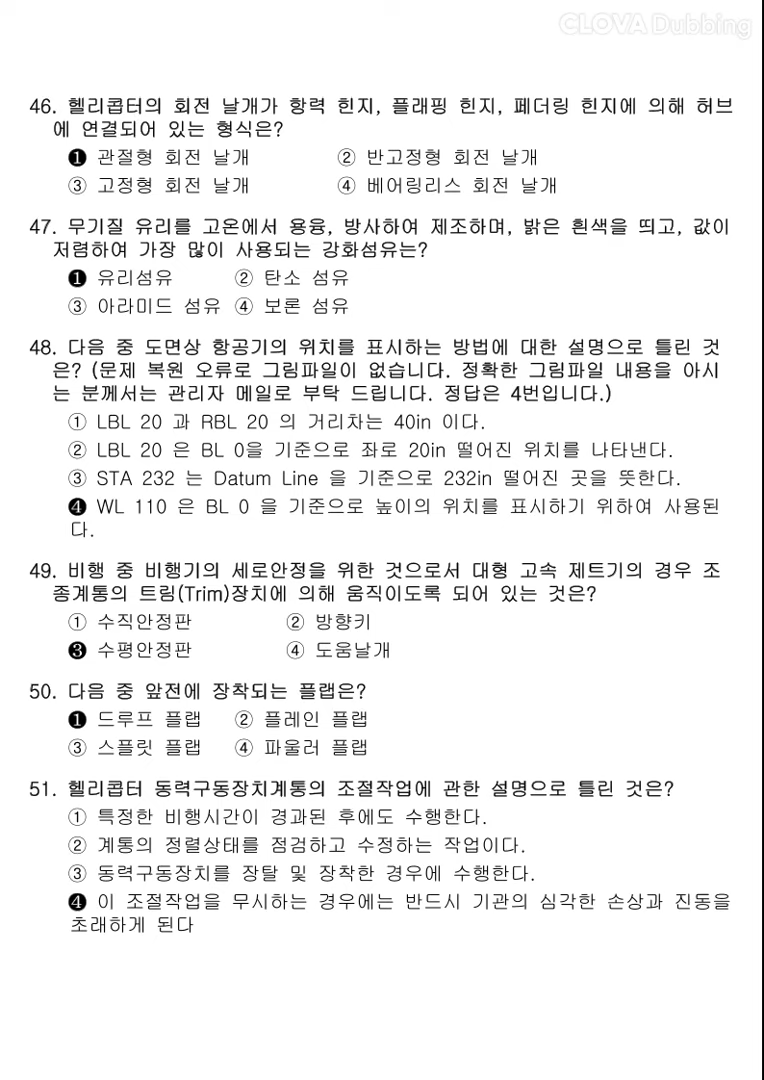 CLOVA Dubbing
46. 헬리콥터의 회전 날개가 항력 힌지, 플래핑 힌지, 페더링 힌지에 의해 허브
에 연결되어 있는 형식은?
❶ 관절형 회전 날개 ② 반고정형 회전 날개
③ 고정형 회전 날개 ④ 베어링리스 회전 날개
47. 무기질 유리를 고온에서 용융, 방사하여 제조하며, 밝은 흰색을 띄고, 값이
저렴하여 가장 많이 사용되는 강화섬유는?
❶ 유리섬유 ② 탄소 섬유
③ 아라미드 섬유 ④ 보론 섬유
48. 다음 중 도면상 항공기의 위치를 표시하는 방법에 대한 설명으로 틀린 것
은? (문제 복원 오류로 그림파일이 없습니다. 정확한 그림파일 내용을 아시
는 분께서는 관리자 메일로 부탁 드립니다. 정답은 4번입니다.)
① LBL 20 과 RBL 20 의 거리차는 40in 이다.
② LBL 20 은 BL 0을 기준으로 좌로 20in 떨어진 위치를 나타낸다.
③ STA 232 는 Datum Line 을 기준으로 232in 떨어진 곳을 뜻한다.
❹ WL 110 은 BL 0 을 기준으로 높이의 위치를 표시하기 위하여 사용된
다.
49. 비행 중 비행기의 세로안정을 위한 것으로서 대형 고속 제트기의 경우 조
종계통의 트림(Trim)장치에 의해 움직이도록 되어 있는 것은?
① 수직안정판 ② 방향키
❸ 수평안정판 ④ 도움날개
50. 다음 중 앞전에 장착되는 플랩은?
❶ 드루프 플랩 ② 플레인 플랩
③ 스플릿 플랩 ④ 파울러 플랩
51. 헬리콥터 동력구동장치계통의 조절작업에 관한 설명으로 틀린 것은?
① 특정한 비행시간이 경과된 후에도 수행한다.
② 계통의 정렬상태를 점검하고 수정하는 작업이다.
③ 동력구동장치를 장탈 및 장착한 경우에 수행한다.
❹ 이 조절작업을 무시하는 경우에는 반드시 기관의 심각한 손상과 진동을
초래하게 된다